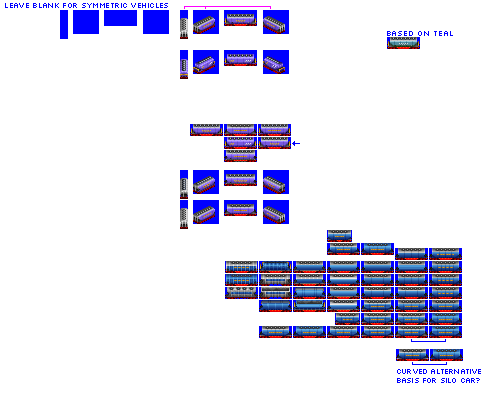 LEAVE BLANK FOR SYMMETRIC VEHICLES
BASED ON TEAL
CURVED ALTERNATIVE
BASIS FOR SILO CAR?